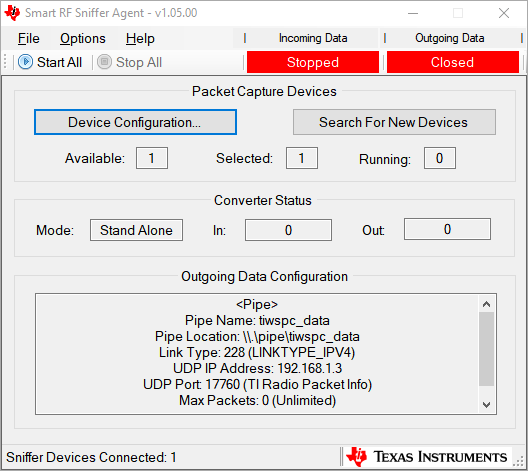 Smart RF Sniffer Agent - v1.05.00
File Options Help Incoming Data Outgoing Data
Start All Stop All Stopped Closed
Packet Capture Devices
Device Configuration... Search For New Devices
Available: 1 Selected: 1 Running: 0
Converter Status
Mode: Stand Alone In: 0 Out: 0
Outgoing Data Configuration
<Pipe>
Pipe Name: tiwspc_data
Pipe Location: \\.\pipe\tiwspc_data
Link Type: 228 (LINKTYPE_IPV4)
UDP IP Address: 192.168.1.3
UDP Port: 17760 (TI Radio Packet Info)
Max Packets: 0 (Unlimited)
Sniffer Devices Connected: 1 TEXAS INSTRUMENTS